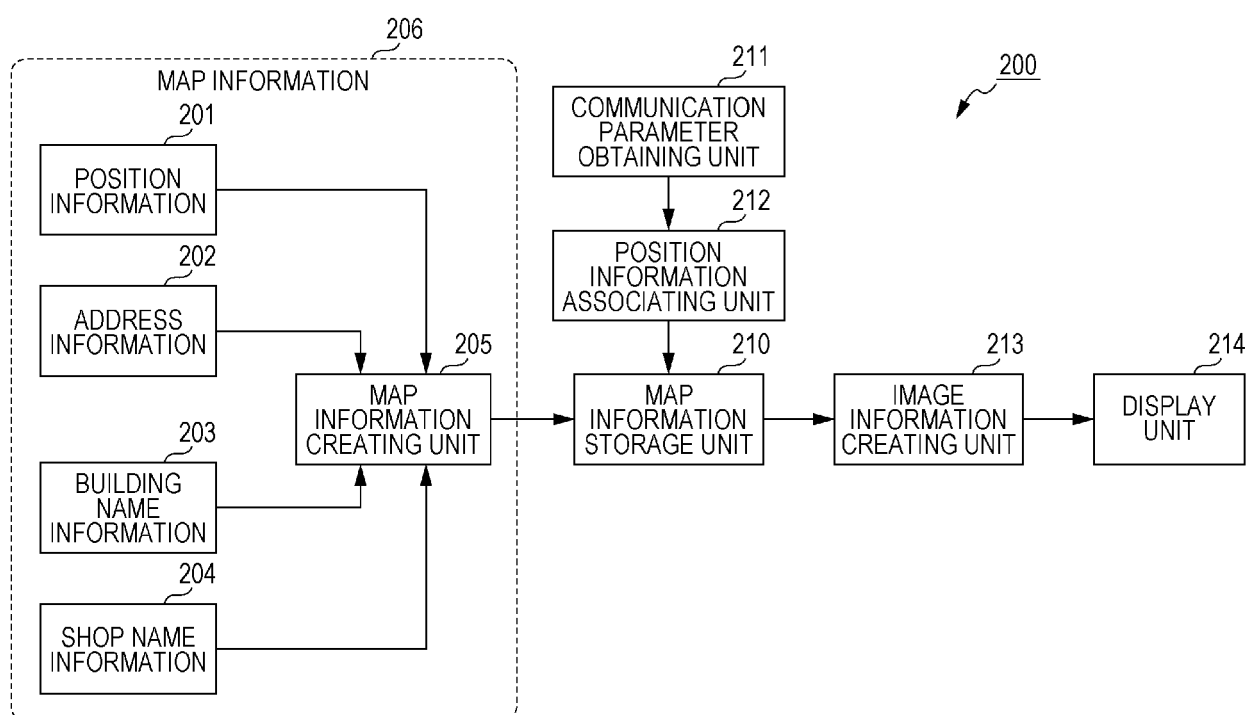 206
MAP INFORMATION
201
POSITION
INFORMATION
202
ADDRESS
INFORMATION
203
BUILDING
NAME
INFORMATION
204
SHOP NAME
INFORMATION
205
MAP
INFORMATION
CREATING UNIT
211
COMMUNICATION
PARAMETER
OBTAINING UNIT
212
POSITION
INFORMATION
ASSOCIATING UNIT
210
MAP
INFORMATION
STORAGE UNIT
213
IMAGE
INFORMATION
CREATING UNIT
214
DISPLAY
UNIT
200